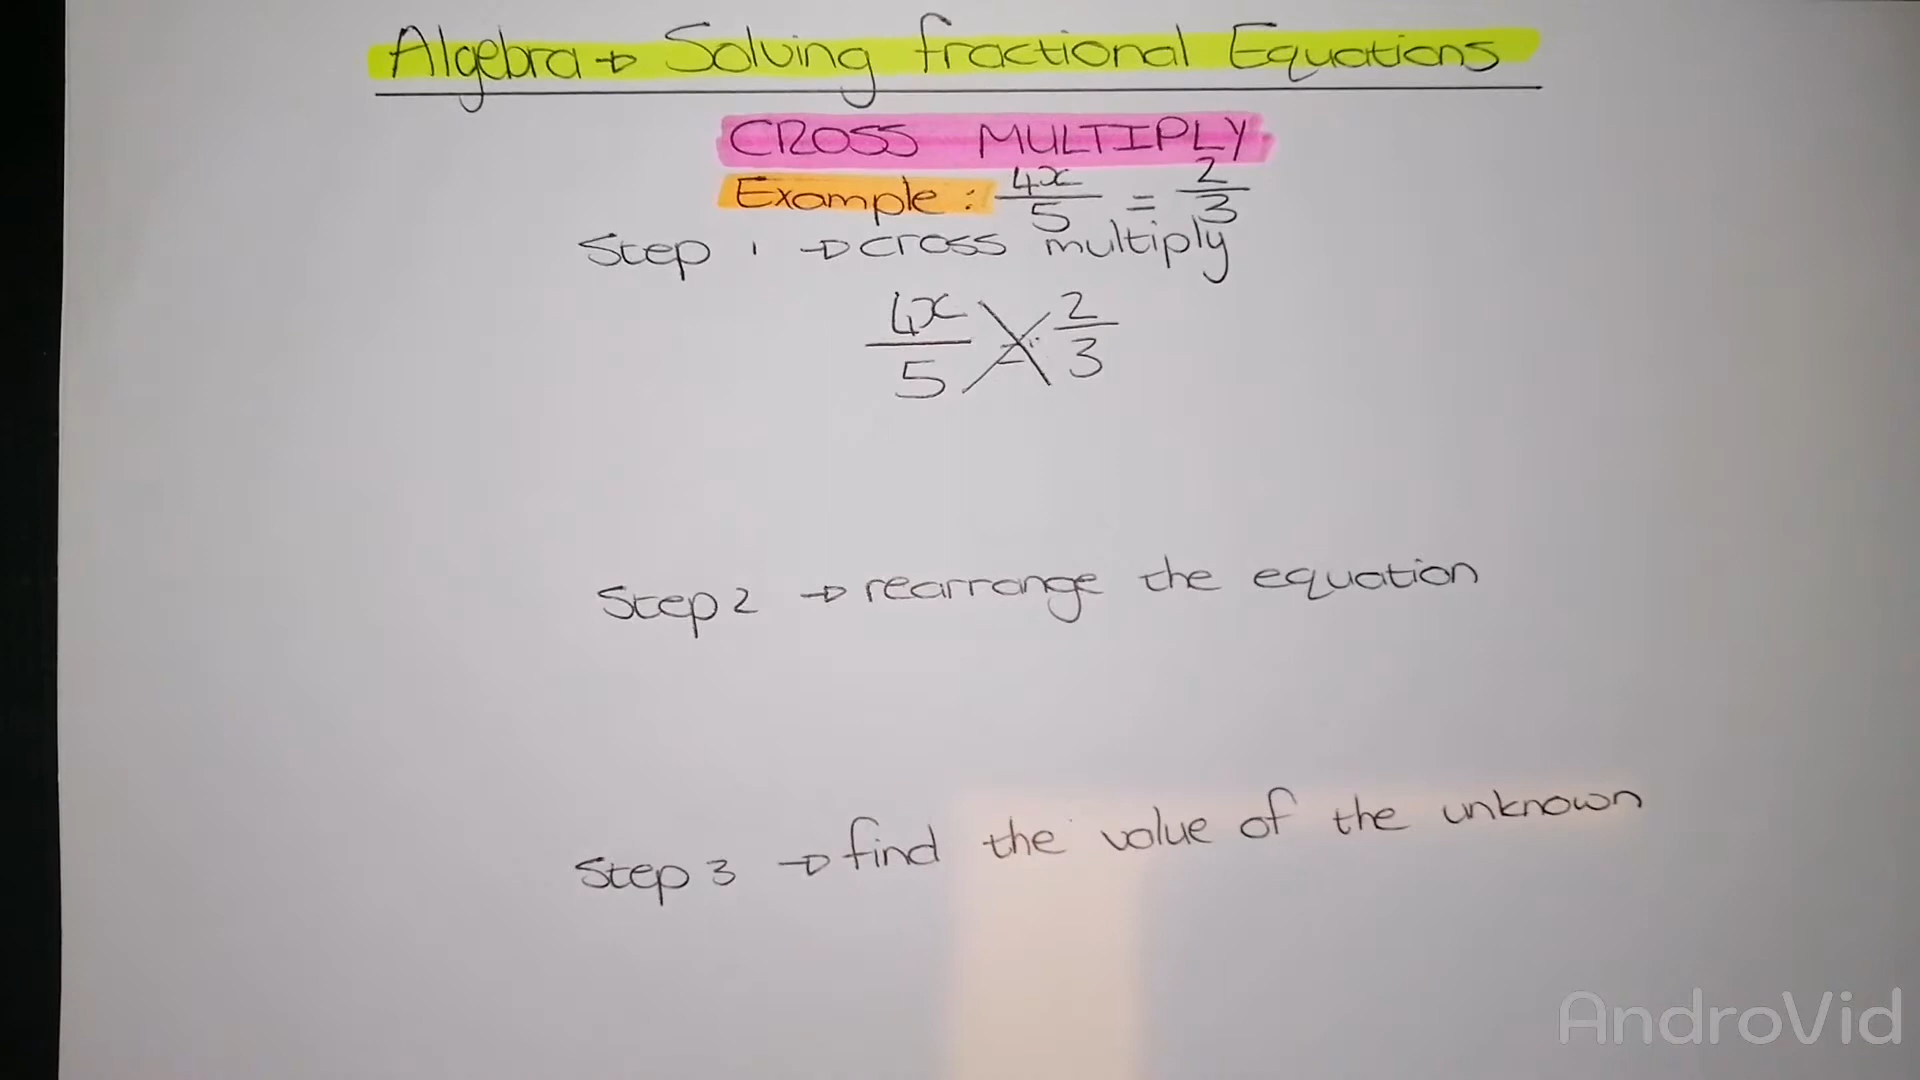 Algebra → Solving fractional Equations
CROSS MULTIPLY
Example: 4x/5 = 2/3
Step 1 → cross multiply
4x/5 = 2/3
Step 2 → rearrange the equation
Step 3 → find the value of the unknown
AndroVid